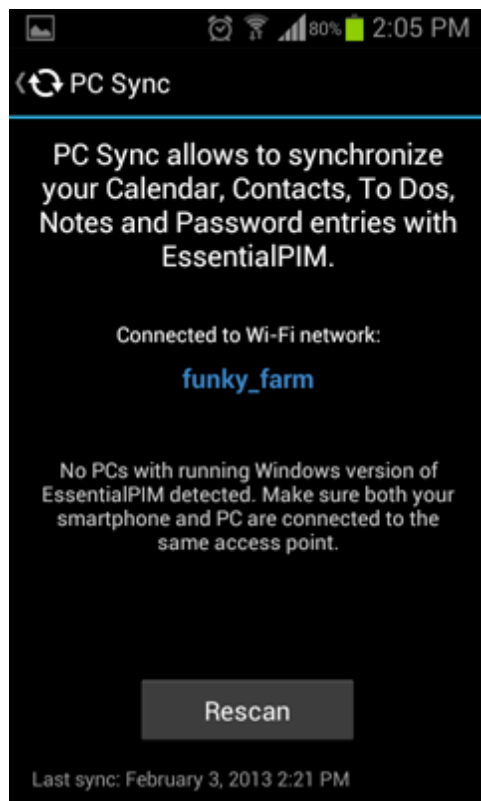 80% 2:05 PM
PC Sync
PC Sync allows to synchronize
your Calendar, Contacts, To Dos,
Notes and Password entries with
EssentialPIM.
Connected to Wi-Fi network:
funky_farm
No PCs with running Windows version of
EssentialPIM detected. Make sure both your
smartphone and PC are connected to the
same access point.
Rescan
Last sync: February 3, 2013 2:21 PM